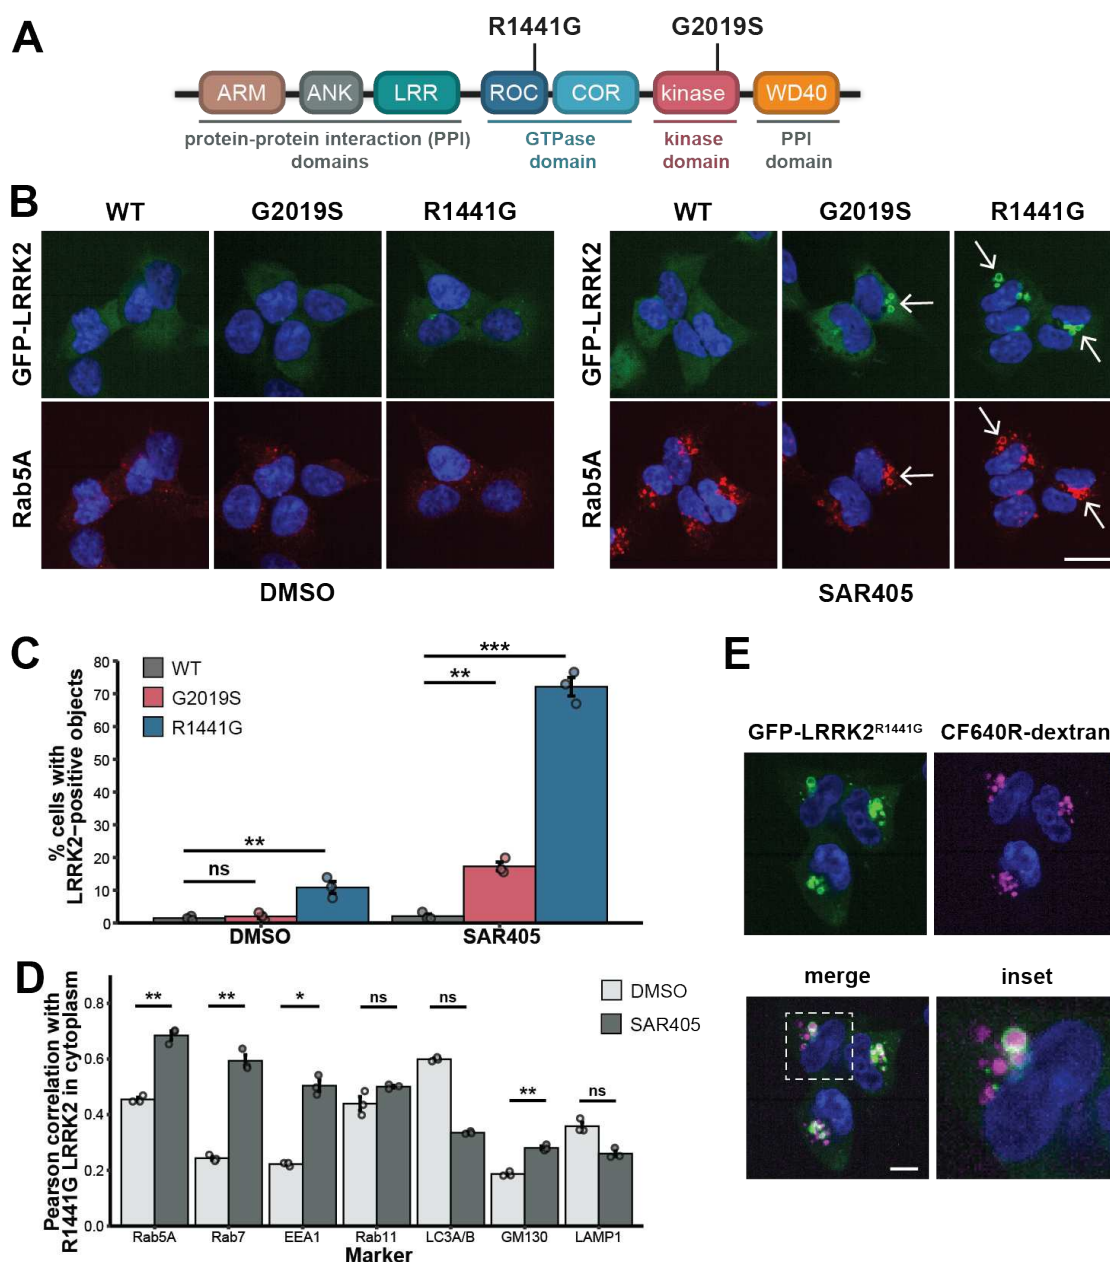 A
R1441G G2019S
ARM ANK LRR ROC COR kinase WD40
protein-protein interaction (PPI) domains
GTPase domain
kinase domain
PPI domain
B
WT G2019S R1441G WT G2019S R1441G
GFP-LRRK2
GFP-LRRK2
Rab5A
Rab5A
DMSO SAR405
C
% cells with
LRRK2-positive objects
80
70
60
50
40
30
20
10
0
WT
G2019S
R1441G
ns
**
**
***
DMSO SAR405
D
Pearson correlation with
R1441G LRRK2 in cytoplasm
0.8
0.6
0.4
0.2
0.0
** ** * ns ns ** ns
DMSO
SAR405
Rab5A Rab7 EEA1 Rab11 LC3A/B GM130 LAMP1
Marker
E
GFP-LRRK2R1441G CF640R-dextran
merge inset